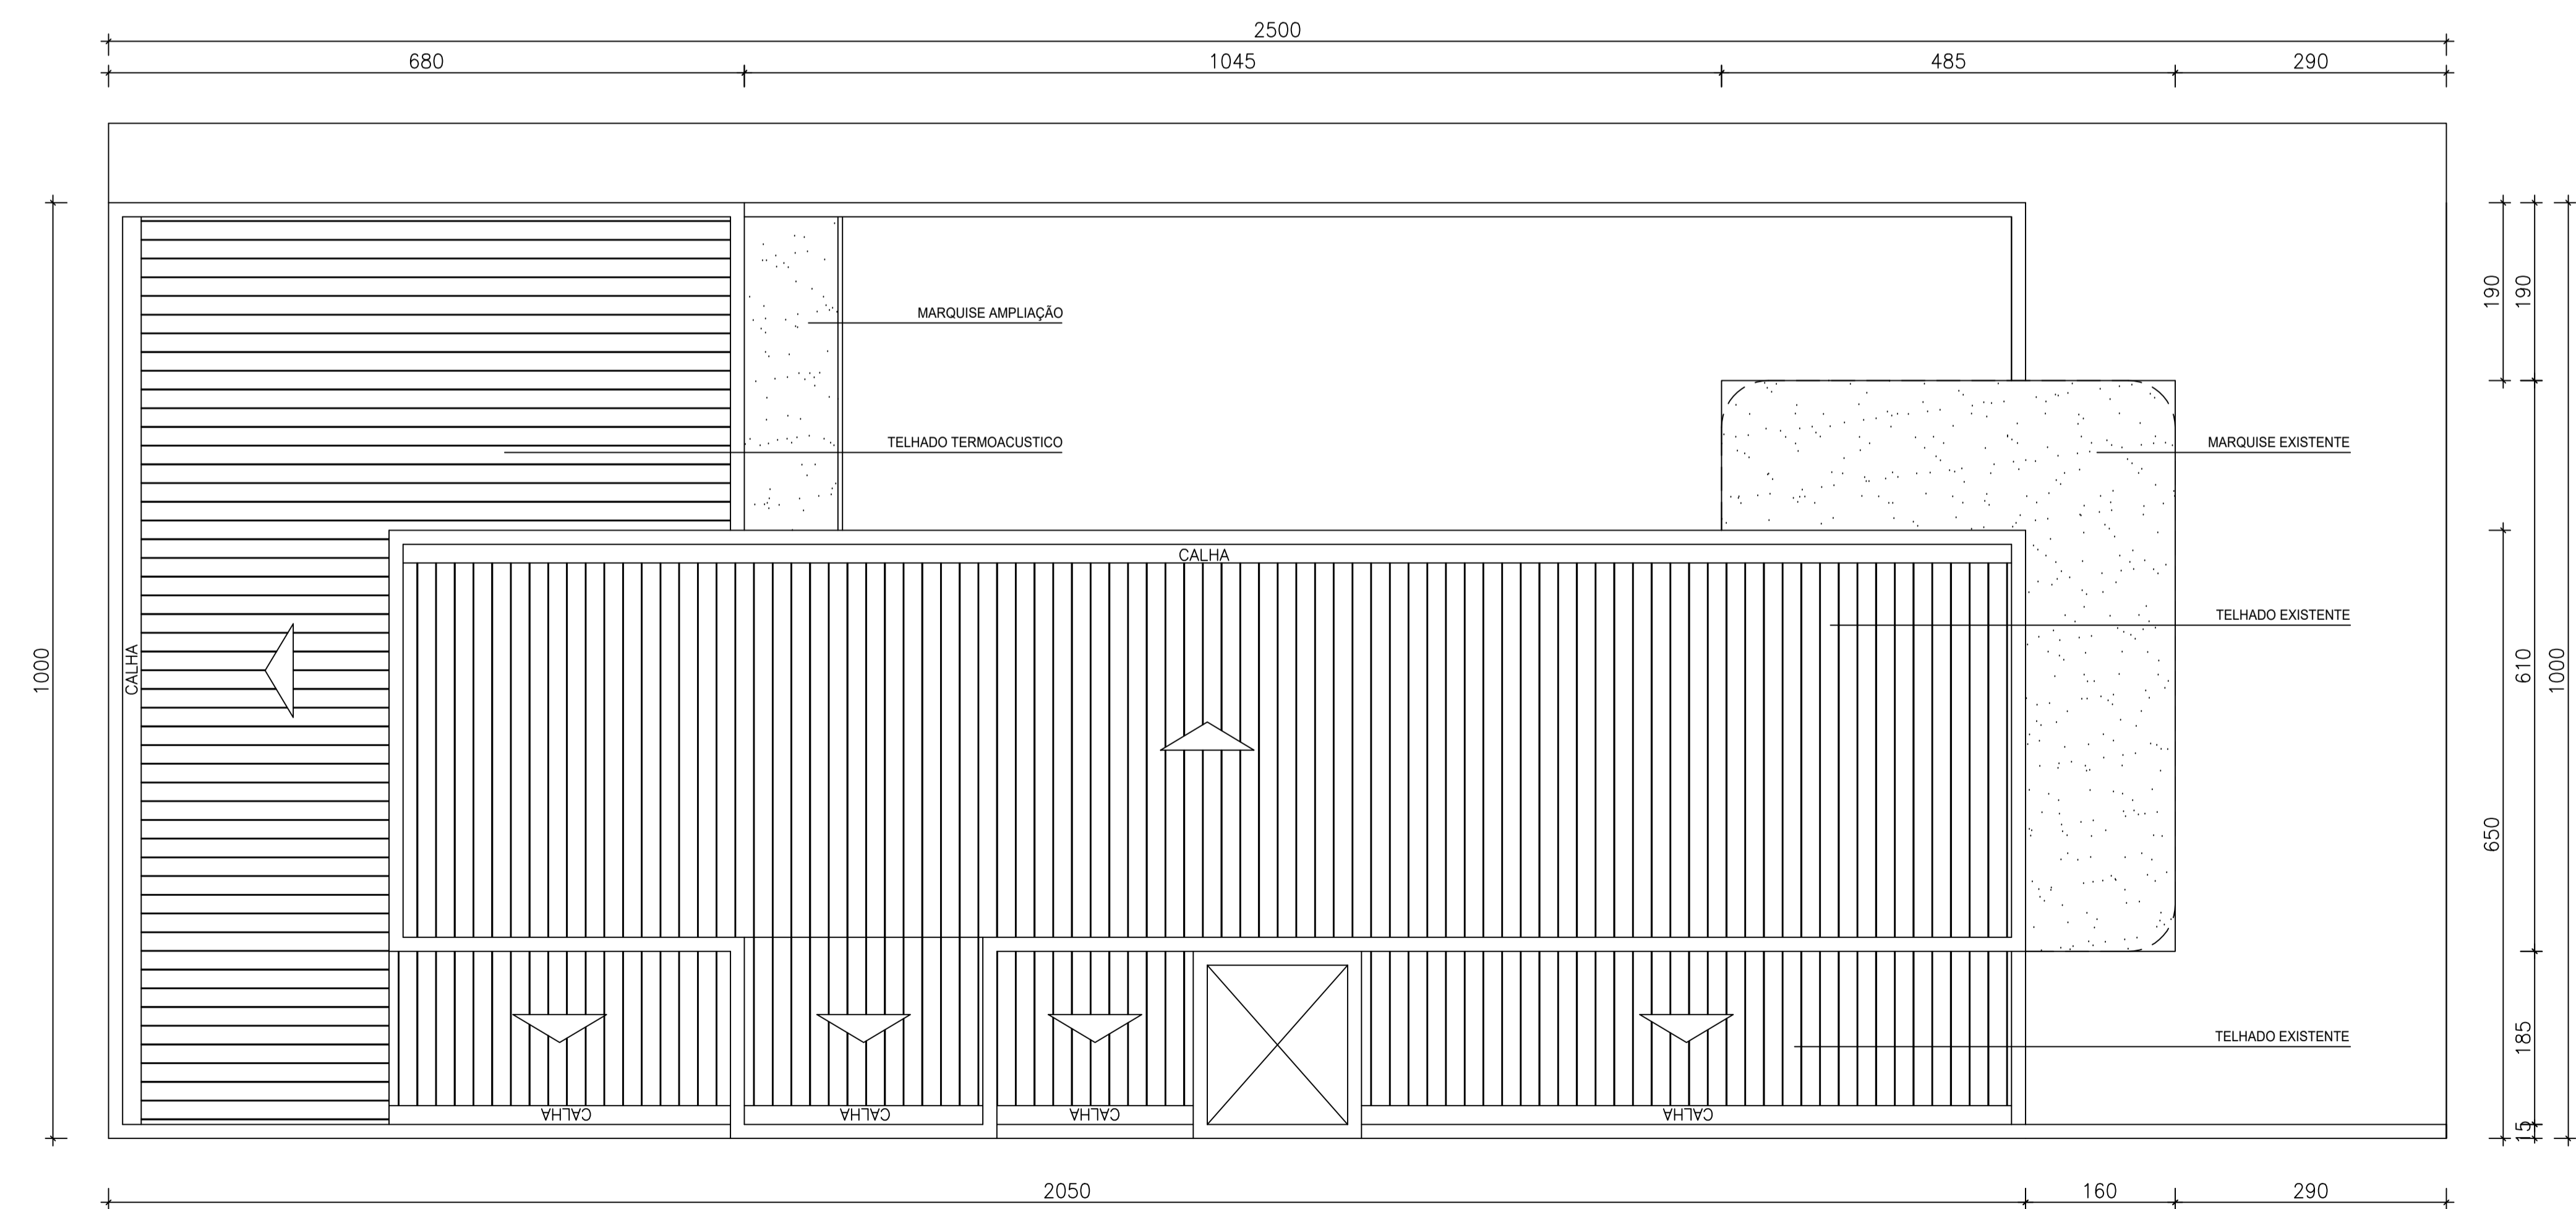 2500
680
1045
485
290
MARQUISE AMPLIAÇÃO
190
190
TELHADO TERMOACUSTICO
MARQUISE EXISTENTE
CALHA
TELHADO EXISTENTE
1000
CALHA
610
1000
650
TELHADO EXISTENTE
185
CALHA
CALHA
CALHA
CALHA
15
2050
160
290